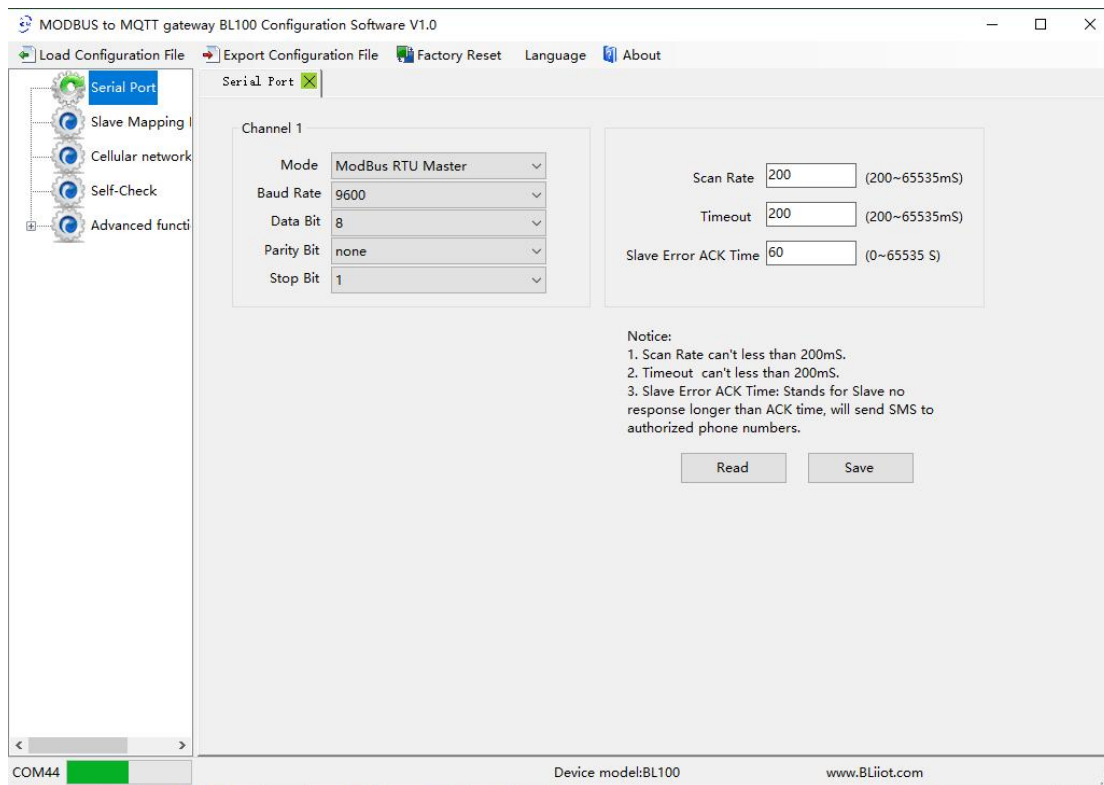 MODBUS to MQTT gateway BL100 Configuration Software V1.0
Load Configuration File Export Configuration File Factory Reset Language About
Serial Port
Slave Mapping
Cellular network
Self-Check
Advanced functi
Serial Port
Channel 1
Mode ModBus RTU Master
Baud Rate 9600
Data Bit 8
Parity Bit none
Stop Bit 1
Scan Rate 200 (200~65535mS)
Timeout 200 (200~65535mS)
Slave Error ACK Time 60 (0~65535 S)
Notice:
1. Scan Rate can't less than 200mS.
2. Timeout can't less than 200mS.
3. Slave Error ACK Time: Stands for Slave no
response longer than ACK time, will send SMS to
authorized phone numbers.
Read Save
COM44 Device model:BL100 www.BLiiot.com